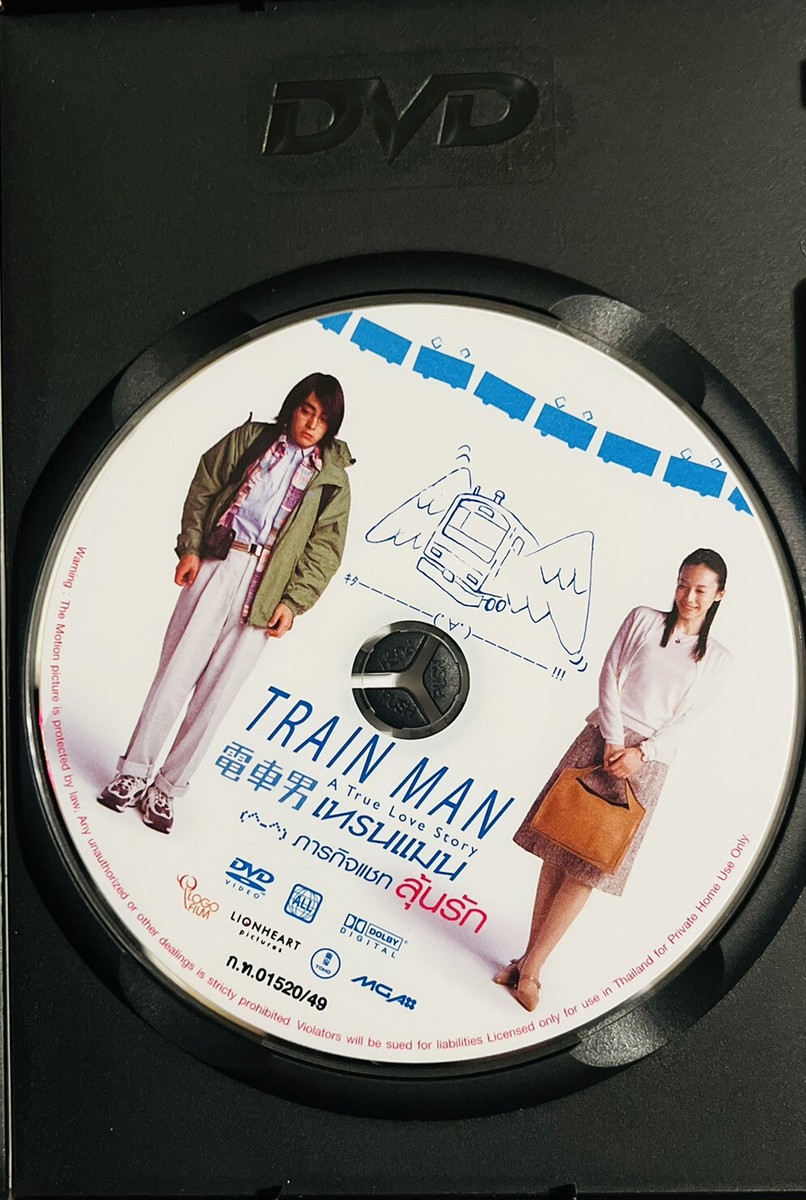 DVD
キター
(゚∀゚)
!!!
PUSH
TRAIN MAN
A True Love Story
電車男 เทรนแมน
(^-^) ภารกิจแชท ลุ้นรัก
DVD
VIDEO
ALL
DOLBY
DIGITAL
LOGO
FILM
LIONHEART
pictures
TONG
MGA
ก.ท.01520/49
Warning : The Motion picture is protected by law, Any unauthorized or other dealings is stricty prohibited. Violators will be sued for liabilities Licensed only for use in Thailand for Private Home Use Only.